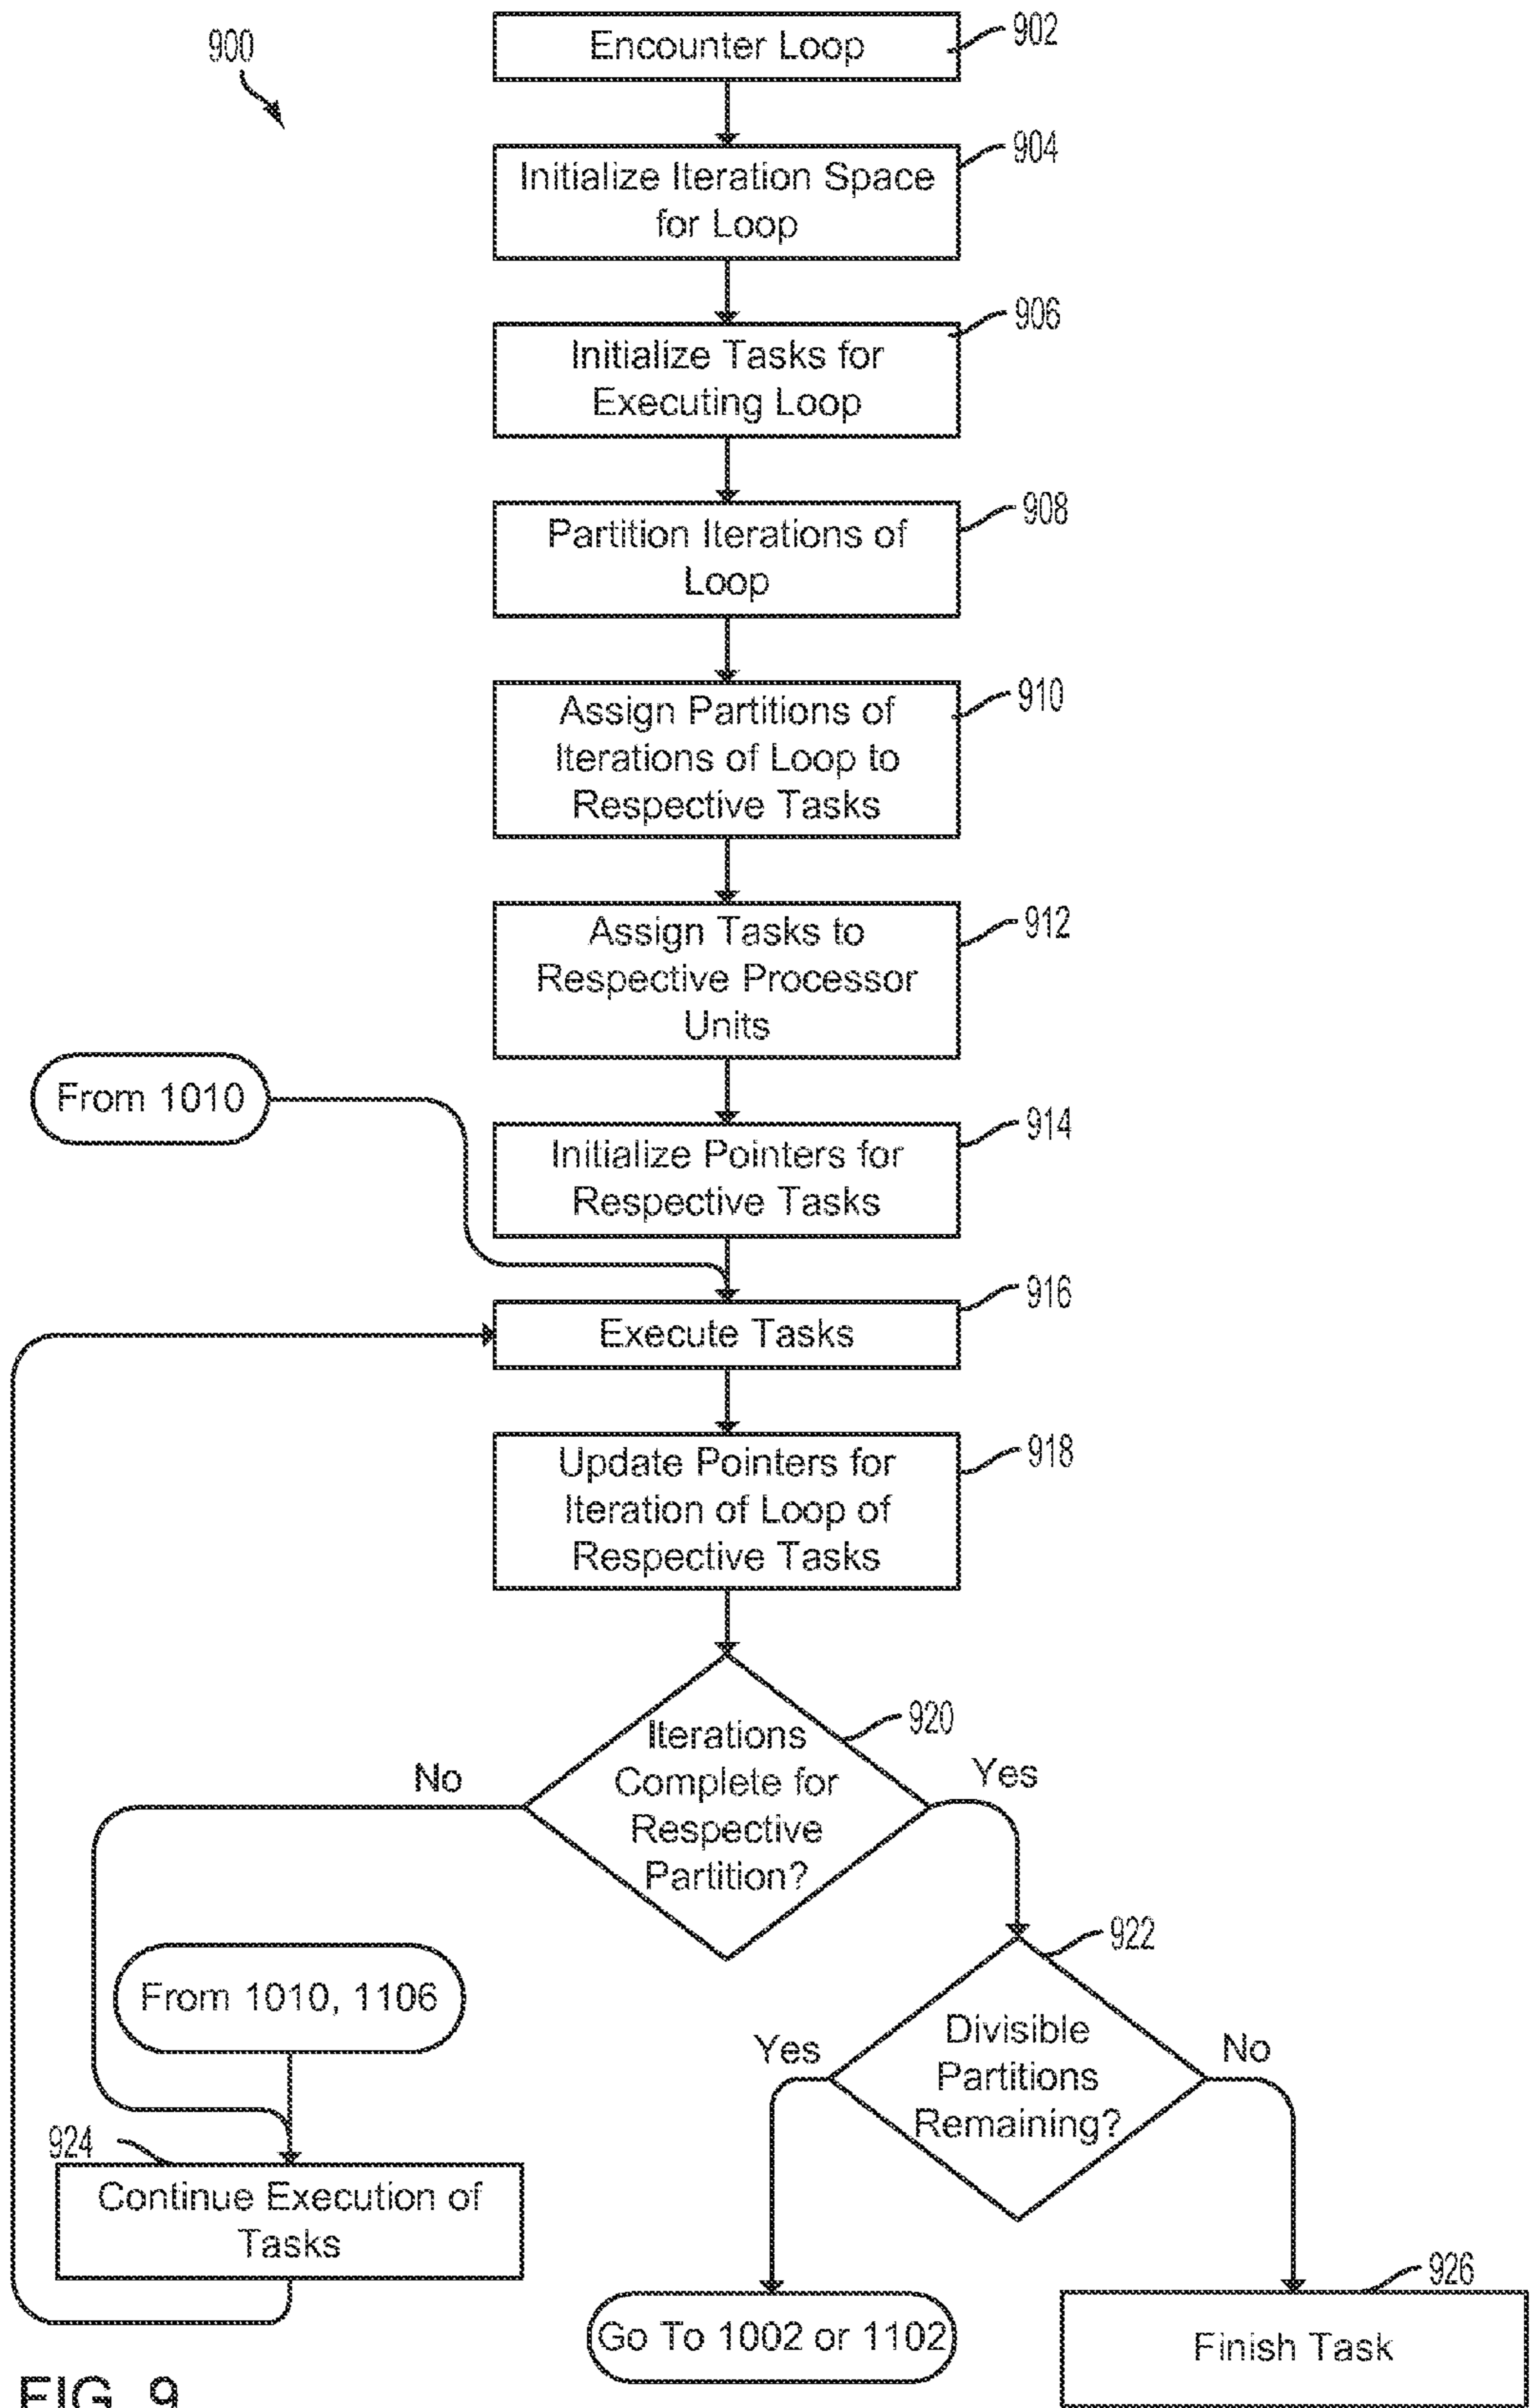 900
Encounter Loop
902
Initialize Iteration Space
for Loop
904
Initialize Tasks for
Executing Loop
906
Partition Iterations of
Loop
908
Assign Partitions of
Iterations of Loop to
Respective Tasks
910
Assign Tasks to
Respective Processor
Units
912
From 1010
Initialize Pointers for
Respective Tasks
914
Execute Tasks
916
Update Pointers for
Iteration of Loop of
Respective Tasks
918
Iterations
Complete for
Respective
Partition?
920
No
Yes
922
From 1010, 1106
Divisible
Partitions
Remaining?
Yes
No
924
Continue Execution of
Tasks
Go To 1002 or 1102
926
Finish Task
FIG. 9